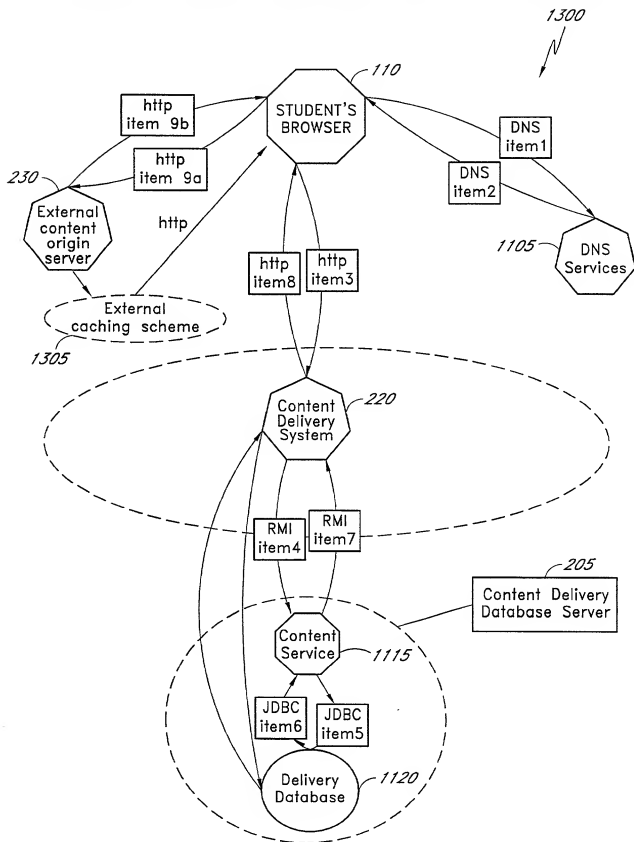 1300
110
STUDENT'S
BROWSER
http
item 9b
http
item 9a
DNS
item1
DNS
item2
230
External
content
origin
server
http
1105
DNS
Services
http
item8
http
item3
External
caching scheme
1305
Content
Delivery
System
220
RMI
item4
RMI
item7
205
Content Delivery
Database Server
Content
Service
1115
JDBC
item6
JDBC
item5
Delivery
Database
1120